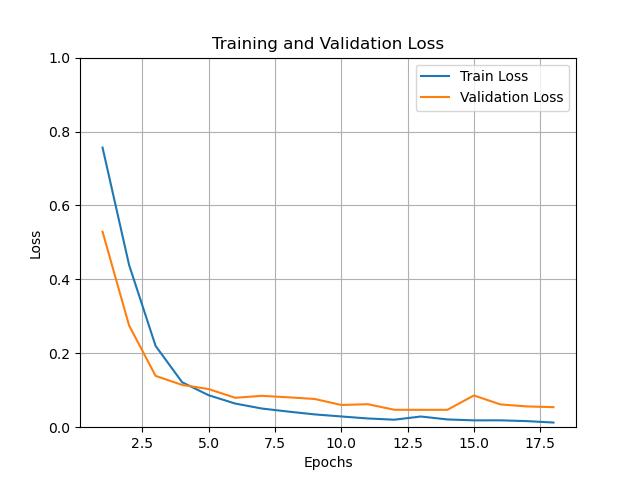 Training and Validation Loss
Train Loss
Validation Loss
Loss
1.0
0.8
0.6
0.4
0.2
0.0
2.5 5.0 7.5 10.0 12.5 15.0 17.5
Epochs